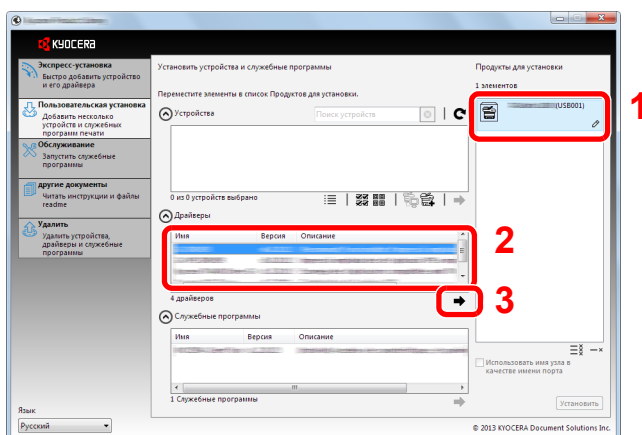 KYOCERA
Экспресс-установка
Быстро добавить устройство
и его драйвера
Пользовательская установка
Добавить несколько
устройств и служебных
программ печати
Обслуживание
Запустить служебные
программы
другие документы
Читать инструкции и файлы
readme
Удалить
Удалить устройства,
драйверы и служебные
программы
Язык
Русский
Установить устройства и служебные программы
Переместите элементы в список Продуктов для установки.
Устройства
Поиск устройств
0 из 0 устройств выбрано
Драйверы
Имя Версия Описание
2
4 драйверов
3
Служебные программы
Имя Версия Описание
1 Служебные программы
Продукты для установки
1 элементов
(USB001)
1
Использовать имя узла в
качестве имени порта
Установить
© 2013 KYOCERA Document Solutions Inc.